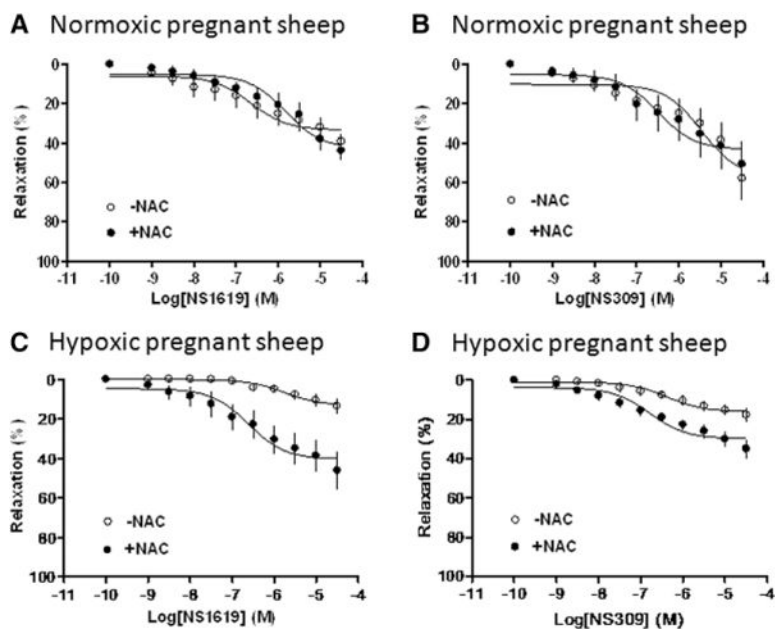 A Normoxic pregnant sheep
0
20
40
60
80
100
Relaxation (%)
-NAC
+NAC
-11 -10 -9 -8 -7 -6 -5 -4
Log[NS1619] (M)
B Normoxic pregnant sheep
0
20
40
60
80
100
Relaxation (%)
-NAC
+NAC
-11 -10 -9 -8 -7 -6 -5 -4
Log[NS309] (M)
C Hypoxic pregnant sheep
0
20
40
60
80
100
Relaxation (%)
-NAC
+NAC
-11 -10 -9 -8 -7 -6 -5 -4
Log[NS1619] (M)
D Hypoxic pregnant sheep
0
20
40
60
80
100
Relaxation (%)
-NAC
+NAC
-11 -10 -9 -8 -7 -6 -5 -4
Log[NS309] (M)